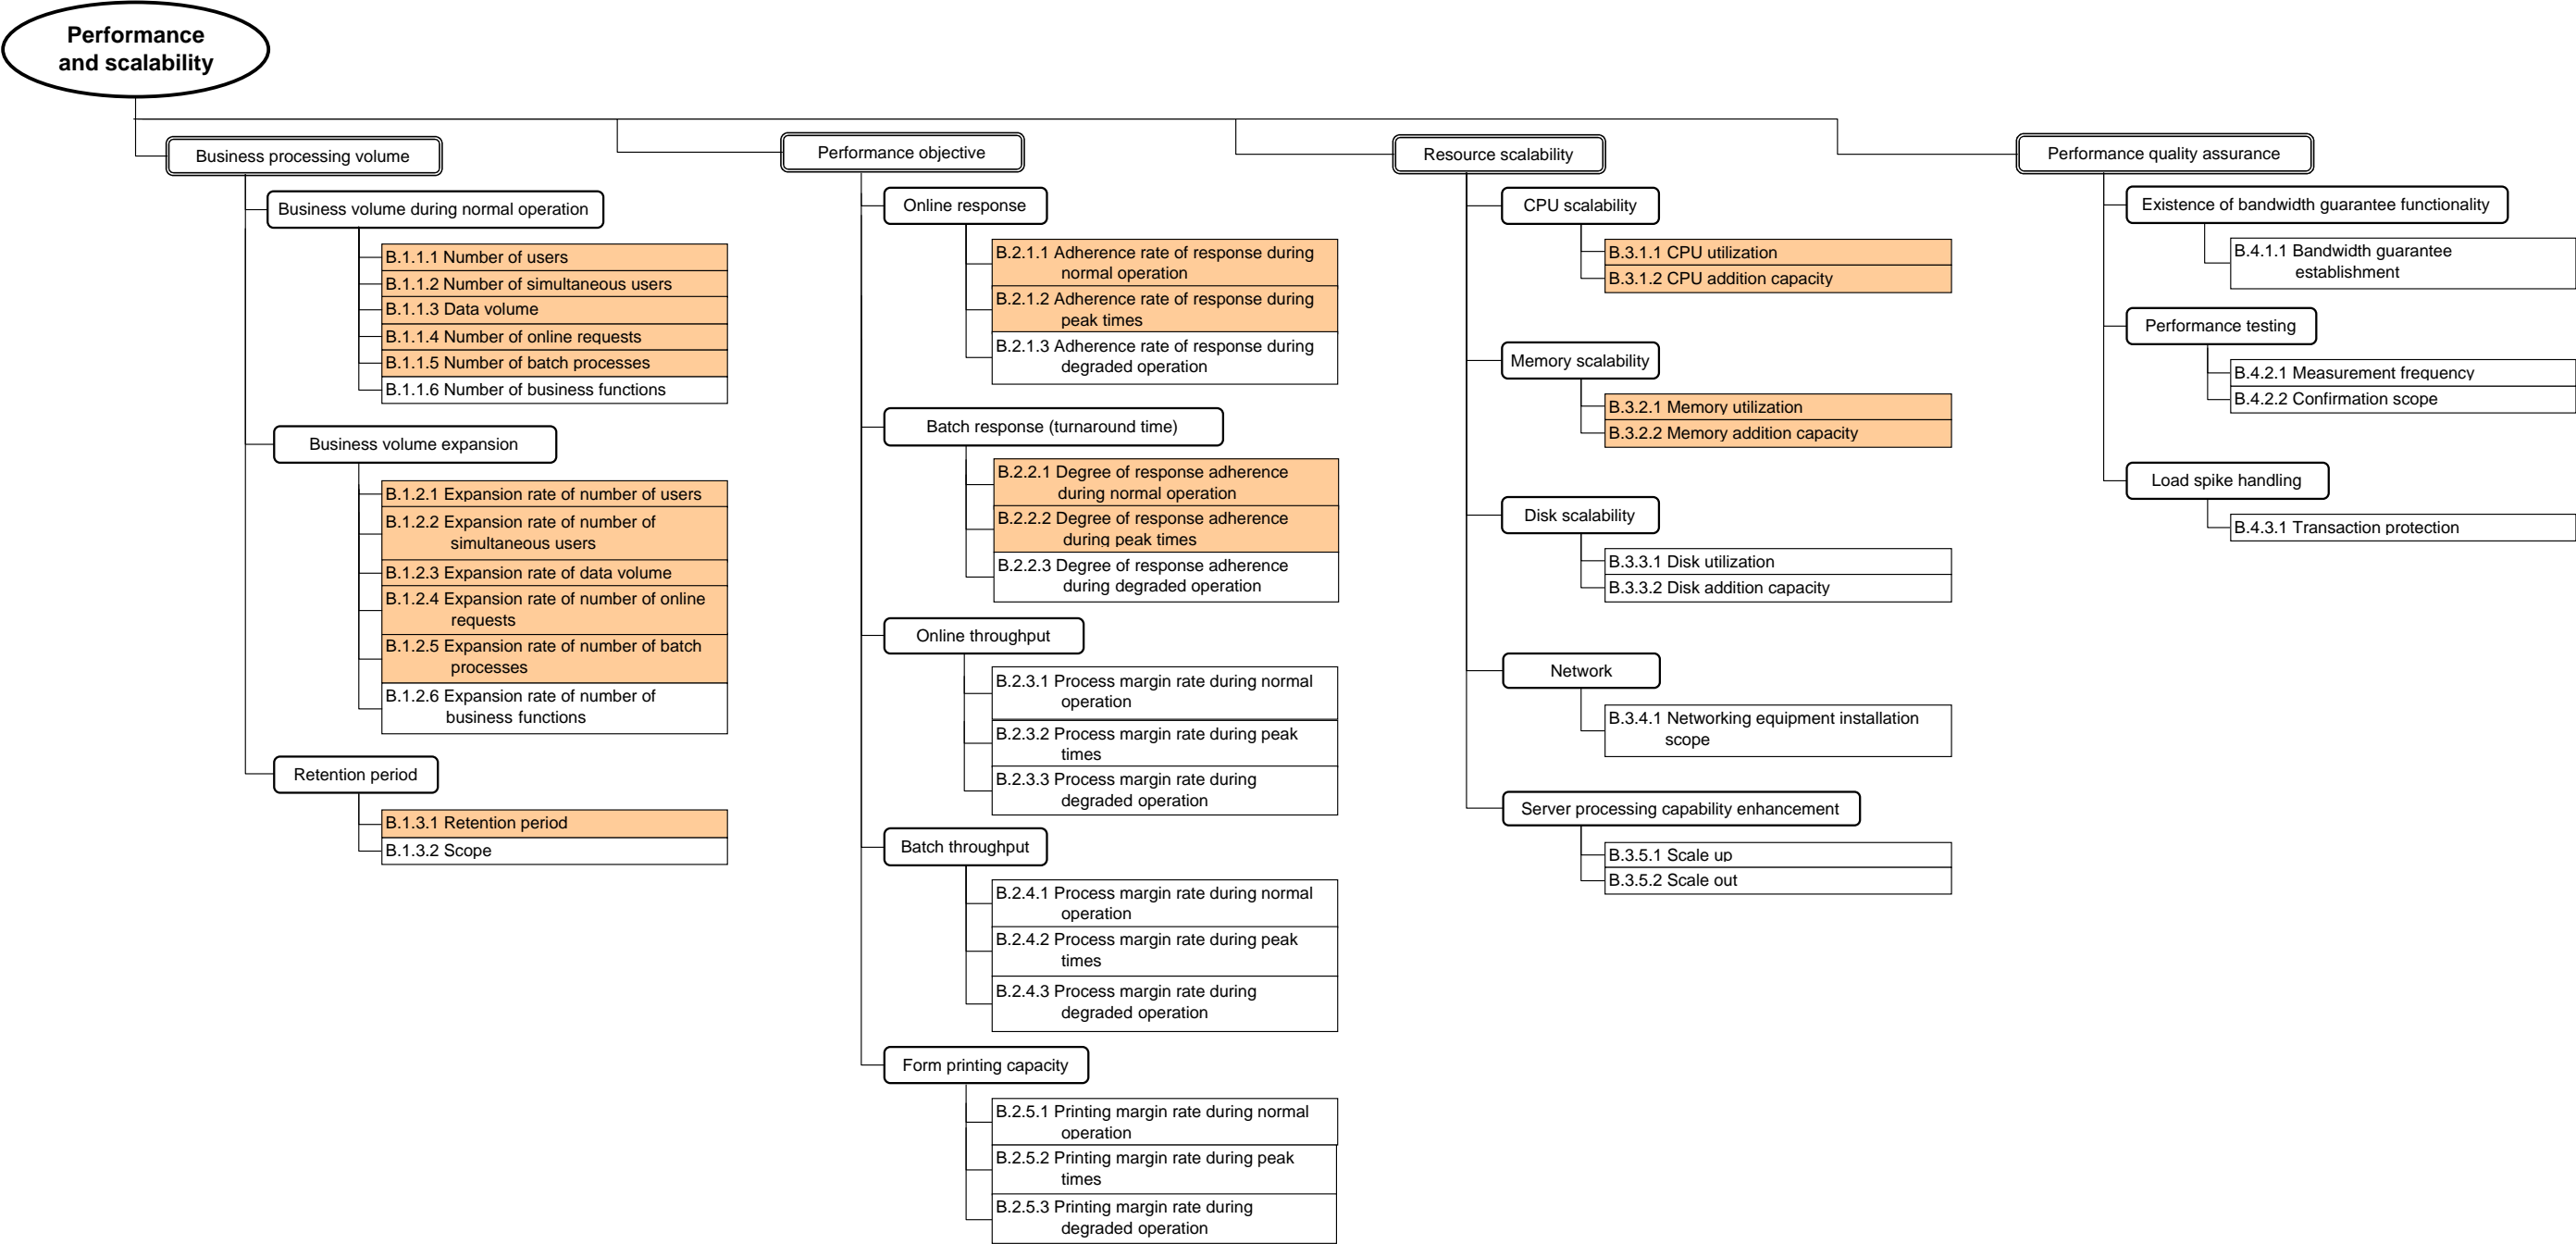 Performance
and scalability
Business processing volume
Business volume during normal operation
B.1.1.1 Number of users
B.1.1.2 Number of simultaneous users
B.1.1.3 Data volume
B.1.1.4 Number of online requests
B.1.1.5 Number of batch processes
B.1.1.6 Number of business functions
Business volume expansion
B.1.2.1 Expansion rate of number of users
B.1.2.2 Expansion rate of number of
simultaneous users
B.1.2.3 Expansion rate of data volume
B.1.2.4 Expansion rate of number of online
requests
B.1.2.5 Expansion rate of number of batch
processes
B.1.2.6 Expansion rate of number of
business functions
Retention period
B.1.3.1 Retention period
B.1.3.2 Scope
Performance objective
Online response
B.2.1.1 Adherence rate of response during
normal operation
B.2.1.2 Adherence rate of response during
peak times
B.2.1.3 Adherence rate of response during
degraded operation
Batch response (turnaround time)
B.2.2.1 Degree of response adherence
during normal operation
B.2.2.2 Degree of response adherence
during peak times
B.2.2.3 Degree of response adherence
during degraded operation
Online throughput
B.2.3.1 Process margin rate during normal
operation
B.2.3.2 Process margin rate during peak
times
B.2.3.3 Process margin rate during
degraded operation
Batch throughput
B.2.4.1 Process margin rate during normal
operation
B.2.4.2 Process margin rate during peak
times
B.2.4.3 Process margin rate during
degraded operation
Form printing capacity
B.2.5.1 Printing margin rate during normal
operation
B.2.5.2 Printing margin rate during peak
times
B.2.5.3 Printing margin rate during
degraded operation
Resource scalability
CPU scalability
B.3.1.1 CPU utilization
B.3.1.2 CPU addition capacity
Memory scalability
B.3.2.1 Memory utilization
B.3.2.2 Memory addition capacity
Disk scalability
B.3.3.1 Disk utilization
B.3.3.2 Disk addition capacity
Network
B.3.4.1 Networking equipment installation
scope
Server processing capability enhancement
B.3.5.1 Scale up
B.3.5.2 Scale out
Performance quality assurance
Existence of bandwidth guarantee functionality
B.4.1.1 Bandwidth guarantee
establishment
Performance testing
B.4.2.1 Measurement frequency
B.4.2.2 Confirmation scope
Load spike handling
B.4.3.1 Transaction protection